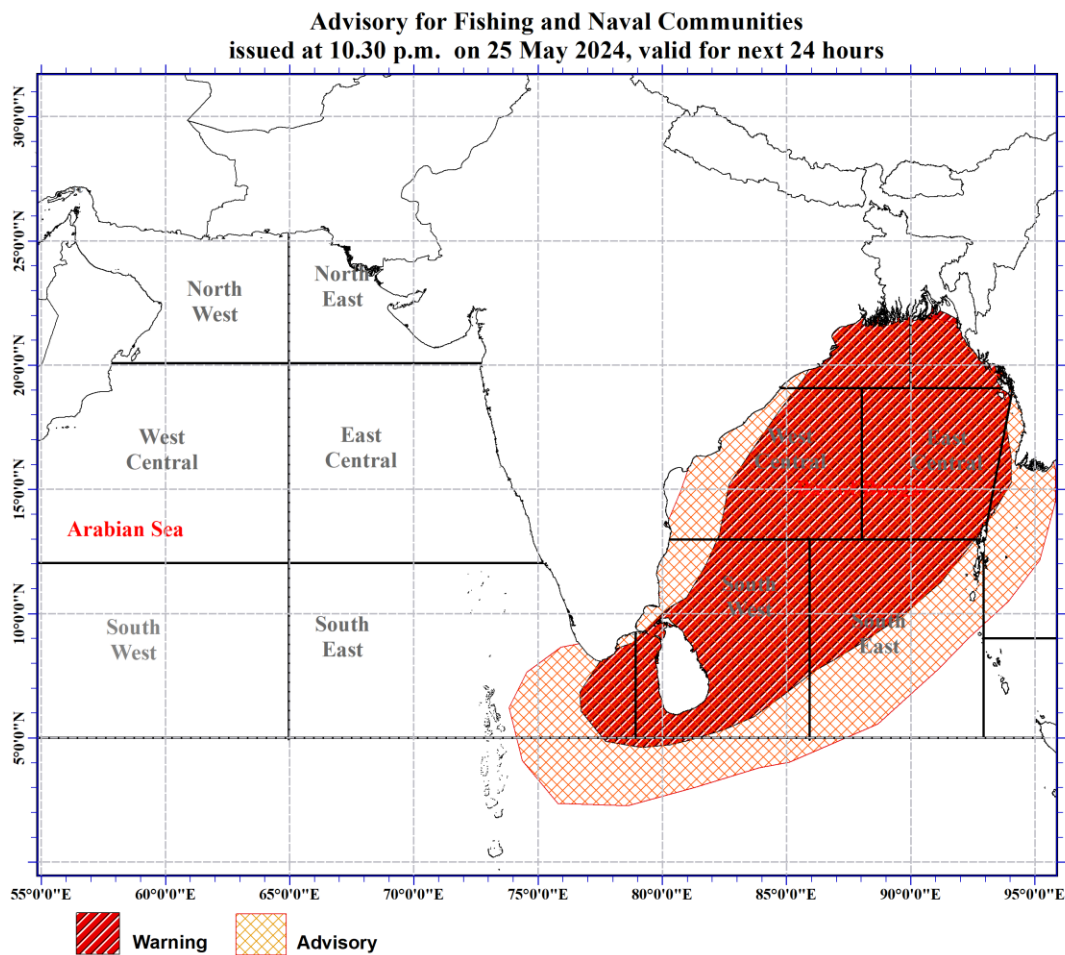 Advisory for Fishing and Naval Communities
issued at 10.30 p.m. on 25 May 2024, valid for next 24 hours
30°0'0"N
25°0'0"N
20°0'0"N
15°0'0"N
10°0'0"N
5°0'0"N
North
West
North
East
West
Central
East
Central
Arabian Sea
South
West
South
East
West
Central
East
Central
South
West
South
East
55°0'0"E
60°0'0"E
65°0'0"E
70°0'0"E
75°0'0"E
80°0'0"E
85°0'0"E
90°0'0"E
95°0'0"E
Warning
Advisory